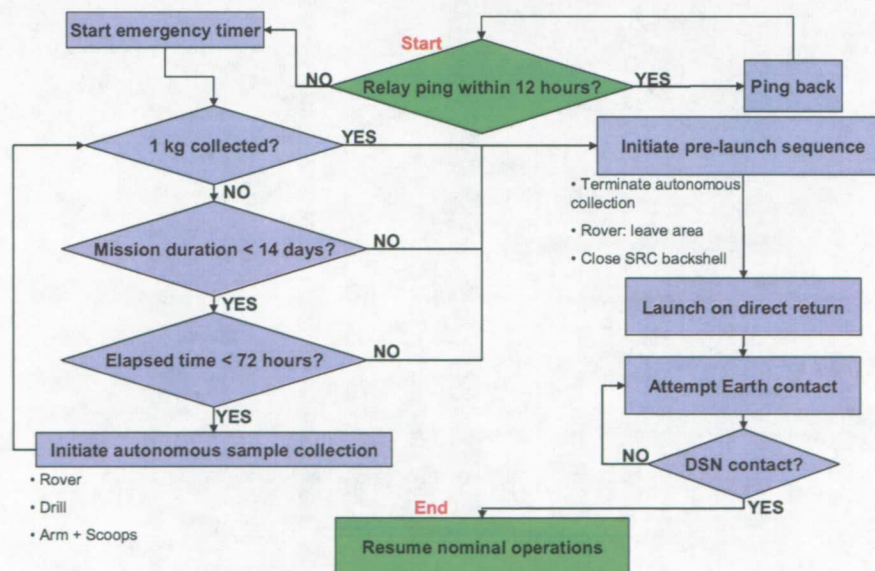 Start emergency timer
Start
NO
Relay ping within 12 hours?
YES
Ping back
1 kg collected?
YES
Initiate pre-launch sequence
• Terminate autonomous
collection
• Rover: leave area
• Close SRC backshell
NO
Mission duration < 14 days?
NO
YES
Launch on direct return
Elapsed time < 72 hours?
NO
YES
Attempt Earth contact
Initiate autonomous sample collection
• Rover
• Drill
• Arm + Scoops
NO
DSN contact?
YES
End
Resume nominal operations